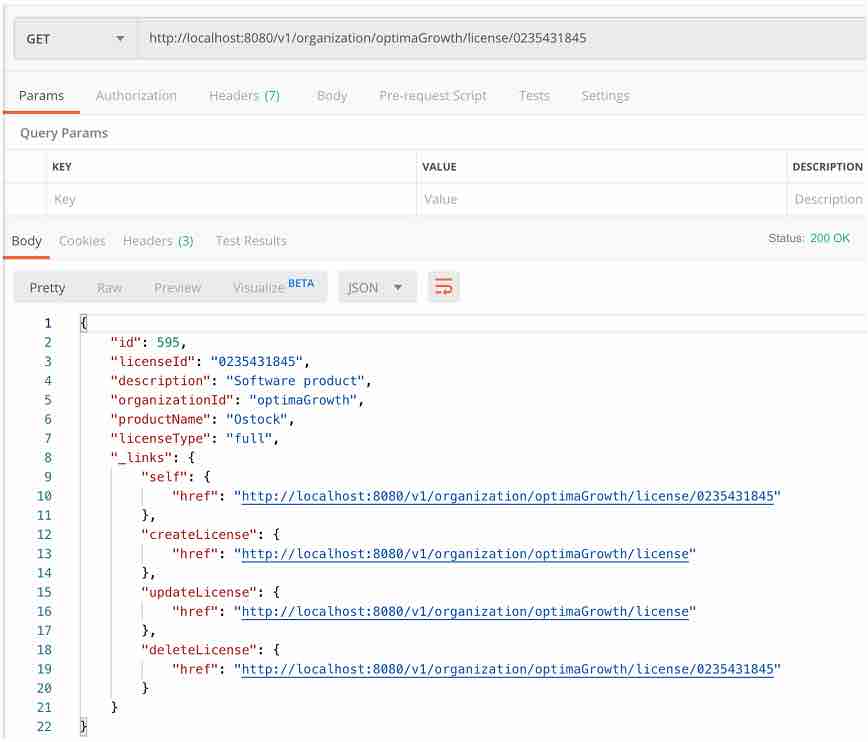 GET http://localhost:8080/v1/organization/optimaGrowth/license/0235431845
Params Authorization Headers (7) Body Pre-request Script Tests Settings
Query Params
KEY VALUE DESCRIPTION
Key Value Description
Body Cookies Headers (3) Test Results Status: 200 OK
Pretty Raw Preview Visualize BETA JSON
1 {
2 "id": 595,
3 "licenseId": "0235431845",
4 "description": "Software product",
5 "organizationId": "optimaGrowth",
6 "productName": "Ostock",
7 "licenseType": "full",
8 "_links": {
9 "self": {
10 "href": "http://localhost:8080/v1/organization/optimaGrowth/license/0235431845"
11 },
12 "createLicense": {
13 "href": "http://localhost:8080/v1/organization/optimaGrowth/license"
14 },
15 "updateLicense": {
16 "href": "http://localhost:8080/v1/organization/optimaGrowth/license"
17 },
18 "deleteLicense": {
19 "href": "http://localhost:8080/v1/organization/optimaGrowth/license/0235431845"
20 }
21 }
22 }